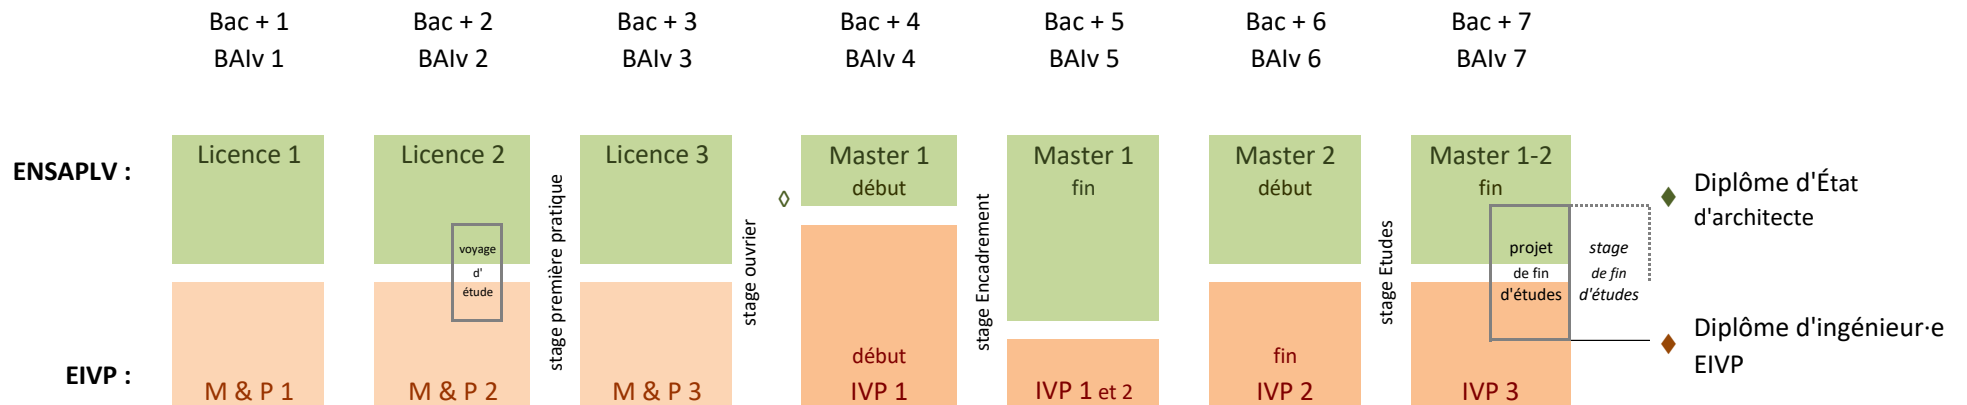 Bac + 1
BAIv 1
Bac + 2
BAIv 2
Bac + 3
BAIv 3
Bac + 4
BAIv 4
Bac + 5
BAIv 5
Bac + 6
BAIv 6
Bac + 7
BAIv 7
ENSAPLV :
Licence 1
Licence 2
Licence 3
Master 1
début
Master 1
fin
Master 2
début
Master 1-2
fin
voyage
d'
étude
stage première pratique
stage ouvrier
stage Encadrement
stage Etudes
projet
de fin
d'études
stage
de fin
d'études
Diplôme d'État
d'architecte
EIVP :
M & P 1
M & P 2
M & P 3
début
IVP 1
IVP 1 et 2
fin
IVP 2
IVP 3
Diplôme d'ingénieur·e
EIVP